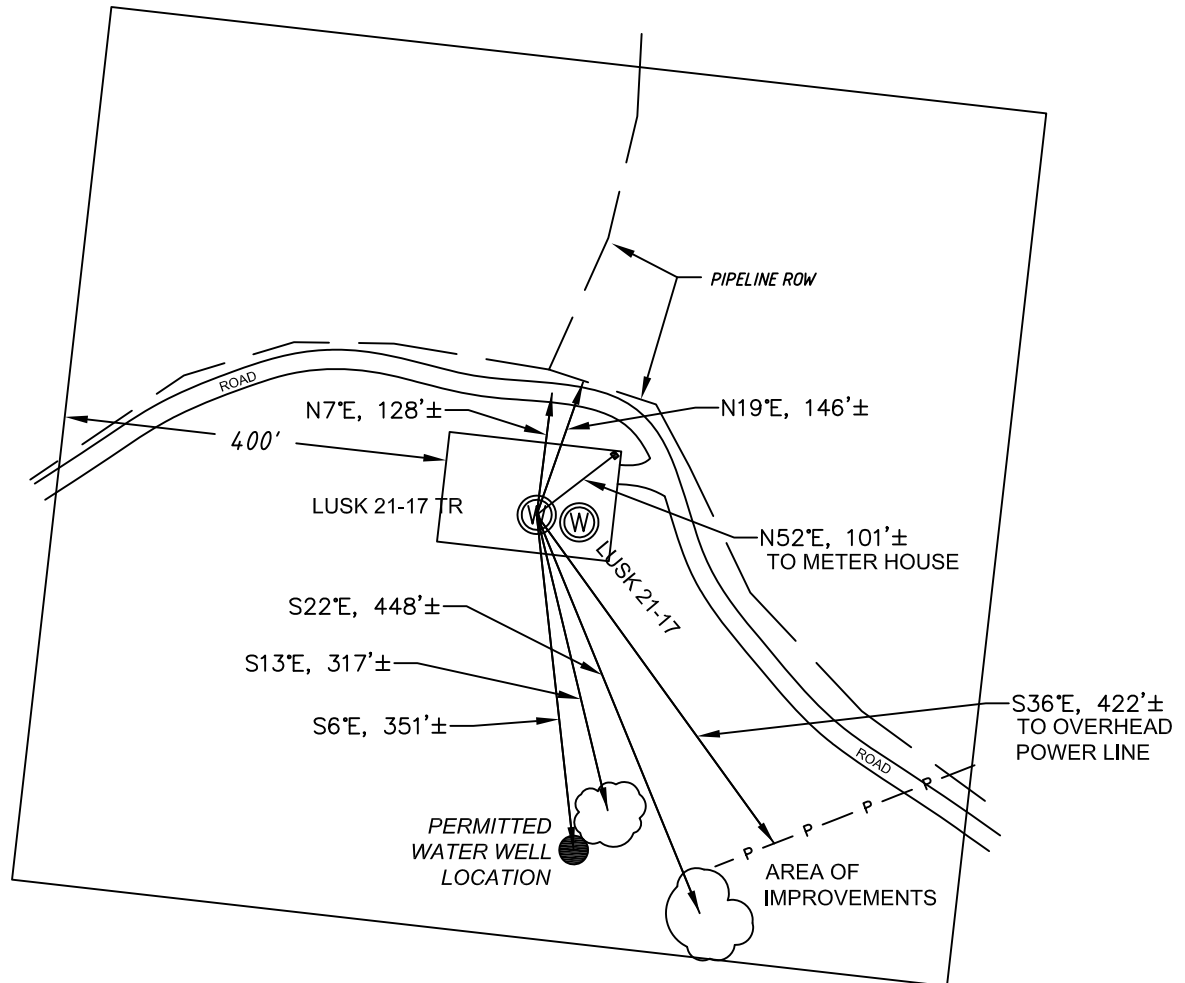 PIPELINE ROW
ROAD
N7°E, 128'±
N19°E, 146'±
400'
LUSK 21-17 TR
W
W
N52°E, 101'±
TO METER HOUSE
LUSK 21-17
S22°E, 448'±
S13°E, 317'±
S6°E, 351'±
S36°E, 422'±
TO OVERHEAD
POWER LINE
ROAD
P
P
P
P
PERMITTED
WATER WELL
LOCATION
AREA OF
IMPROVEMENTS